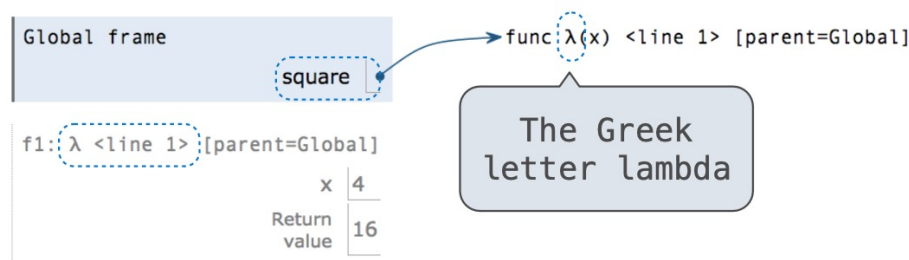 Global frame
func λ(x) <line 1> [parent=Global]
square
f1: λ <line 1> [parent=Global]
The Greek
letter lambda
x 4
Return
value 16